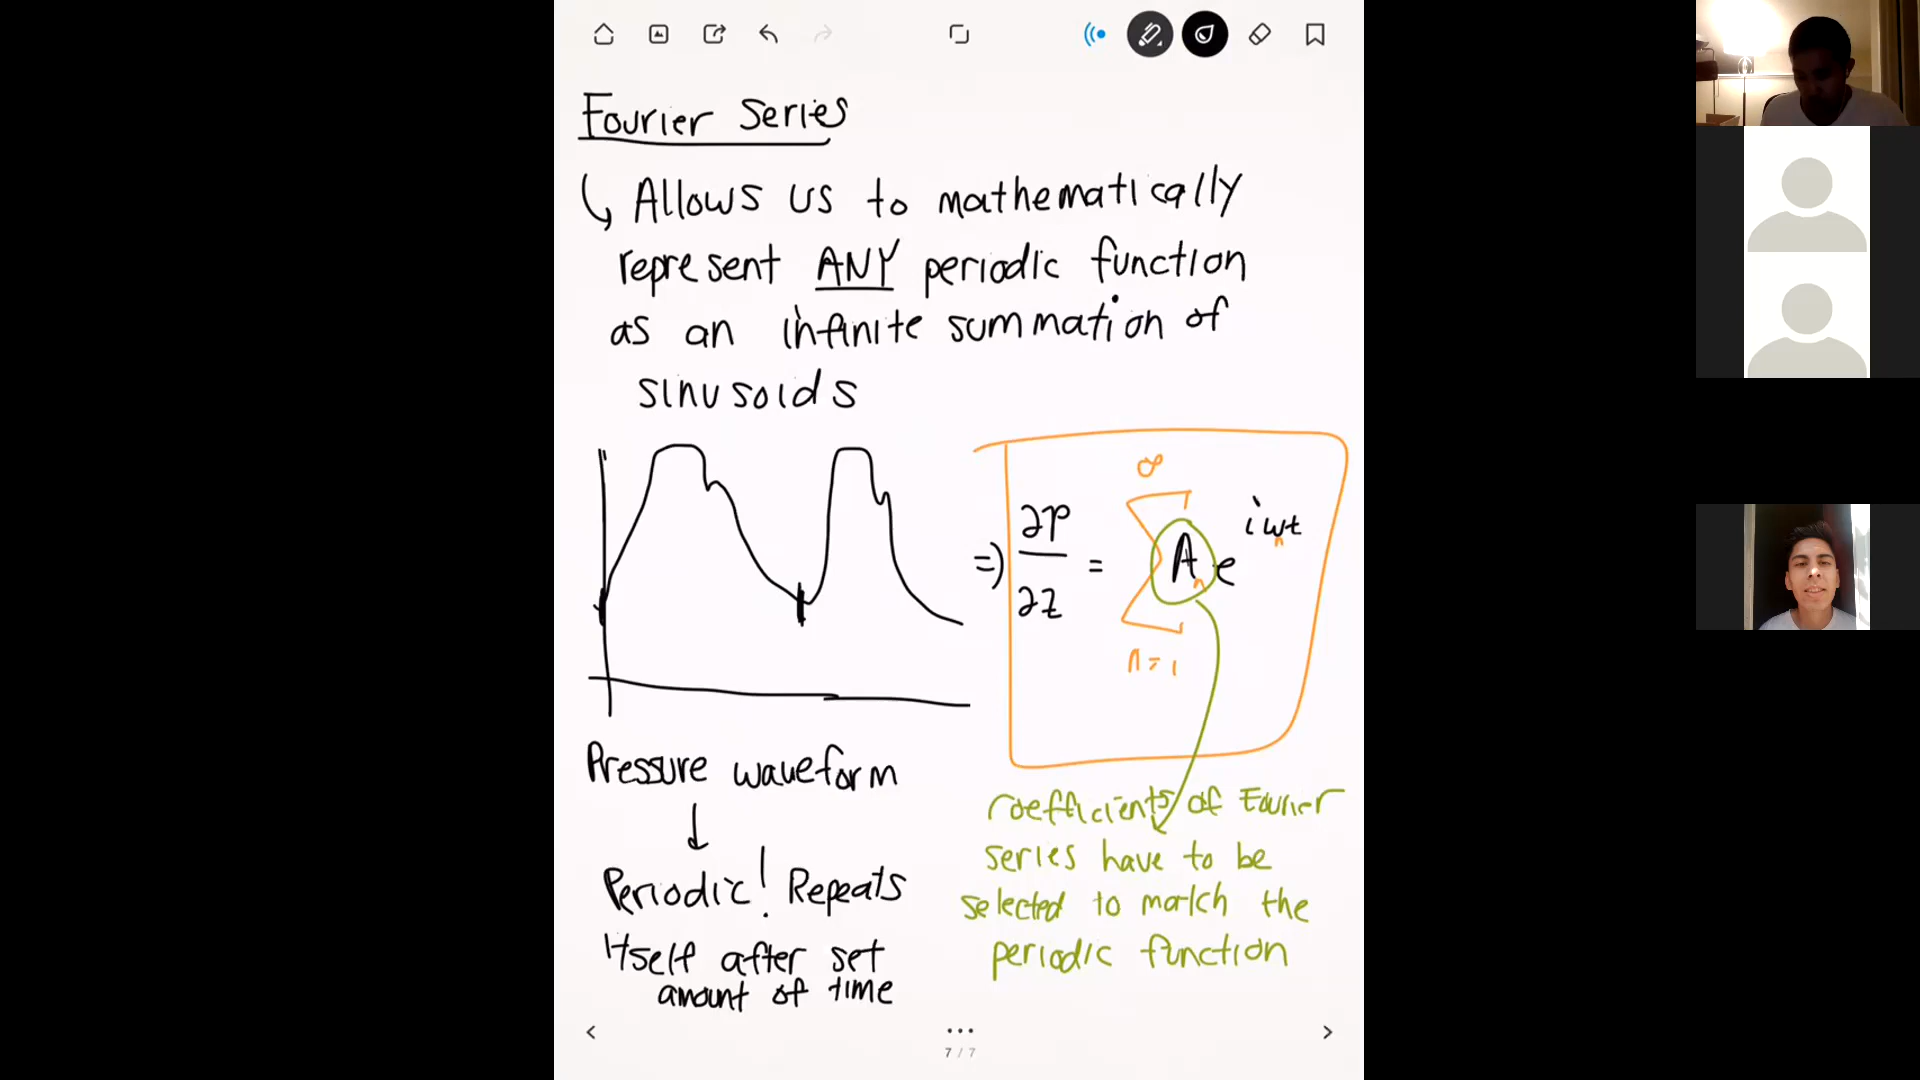 Fourier Series
↳ Allows us to mathematically
represent ANY periodic function
as an infinite summation of
sinusoids
∞
⇒ ∂P/∂z = Σ Aₙ e^{iωₙt}
n=1
Pressure waveform
↓
Periodic! Repeats
Itself after set
amount of time
coefficients of Fourier
series have to be
selected to match the
periodic function
7 / 7